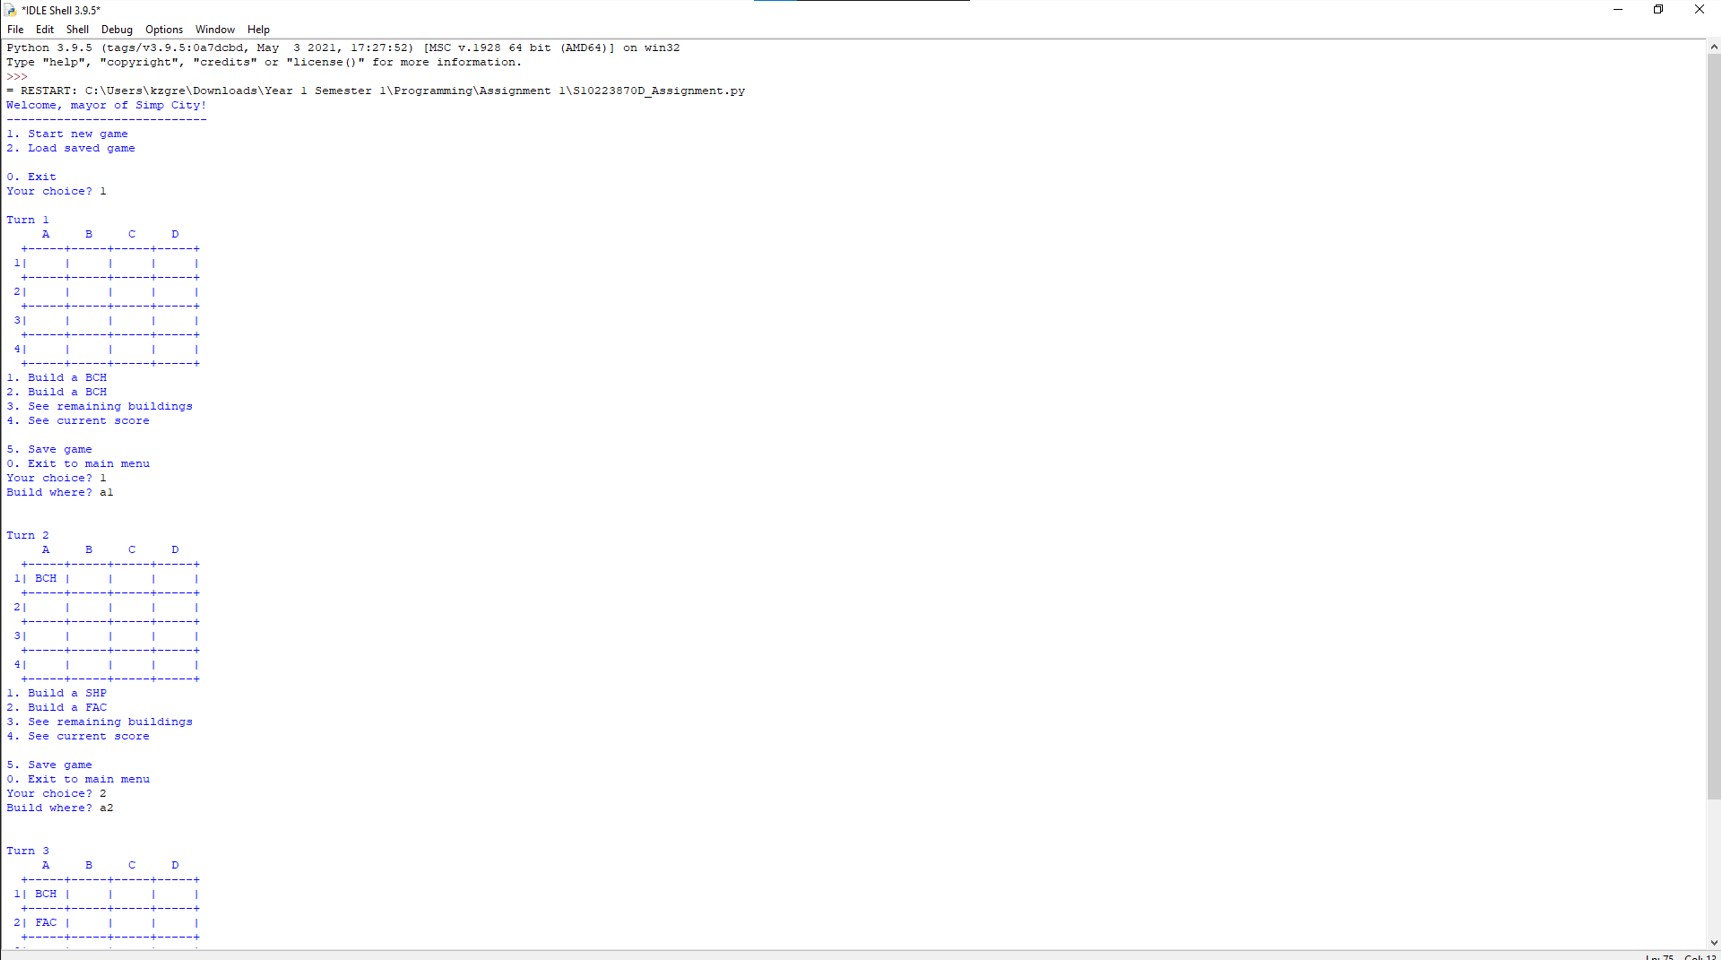 *IDLE Shell 3.9.5*
File Edit Shell Debug Options Window Help
Python 3.9.5 (tags/v3.9.5:0a7dcbd, May  3 2021, 17:27:52) [MSC v.1928 64 bit (AMD64)] on win32
Type "help", "copyright", "credits" or "license()" for more information.
>>>
= RESTART: C:\Users\kzgre\Downloads\Year 1 Semester 1\Programming\Assignment 1\S10223870D_Assignment.py
Welcome, mayor of Simp City!
----------------------------
1. Start new game
2. Load saved game
0. Exit
Your choice? 1
Turn 1
     A     B     C     D
  +-----+-----+-----+-----+
 1|     |     |     |     |
  +-----+-----+-----+-----+
 2|     |     |     |     |
  +-----+-----+-----+-----+
 3|     |     |     |     |
  +-----+-----+-----+-----+
 4|     |     |     |     |
  +-----+-----+-----+-----+
1. Build a BCH
2. Build a BCH
3. See remaining buildings
4. See current score
5. Save game
0. Exit to main menu
Your choice? 1
Build where? a1
Turn 2
     A     B     C     D
  +-----+-----+-----+-----+
 1| BCH |     |     |     |
  +-----+-----+-----+-----+
 2|     |     |     |     |
  +-----+-----+-----+-----+
 3|     |     |     |     |
  +-----+-----+-----+-----+
 4|     |     |     |     |
  +-----+-----+-----+-----+
1. Build a SHP
2. Build a FAC
3. See remaining buildings
4. See current score
5. Save game
0. Exit to main menu
Your choice? 2
Build where? a2
Turn 3
     A     B     C     D
  +-----+-----+-----+-----+
 1| BCH |     |     |     |
  +-----+-----+-----+-----+
 2| FAC |     |     |     |
  +-----+-----+-----+-----+
Ln: 75 Col: 13